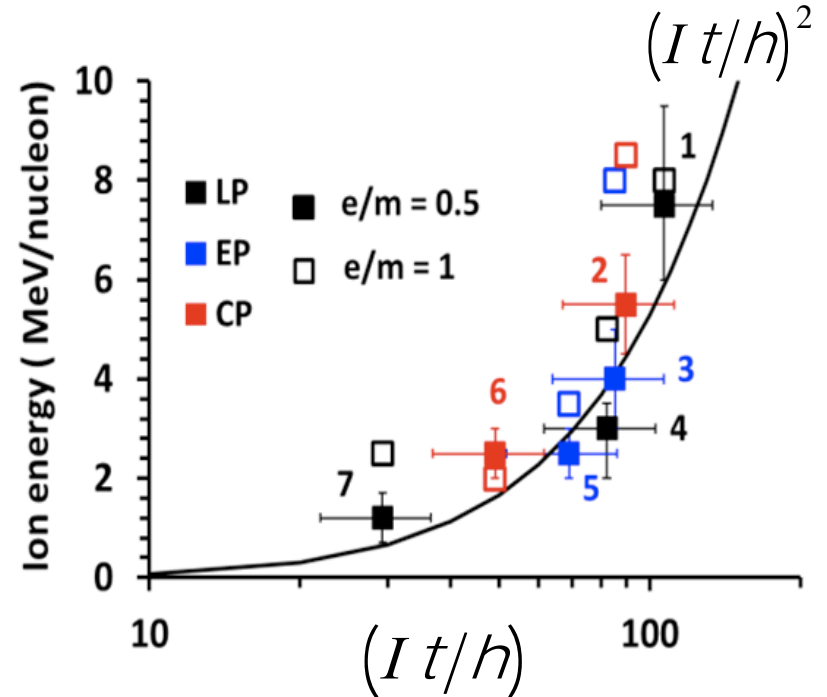 (I t/h)²
Ion energy ( MeV/nucleon)
10
8
6
4
2
0
LP
EP
CP
e/m = 0.5
e/m = 1
1
2
3
4
5
6
7
10
100
(I t/h)